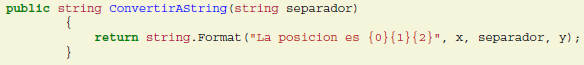 public string ConvertirAString(string separador)
{
return string.Format("La posicion es {0}{1}{2}", x, separador, y);
}